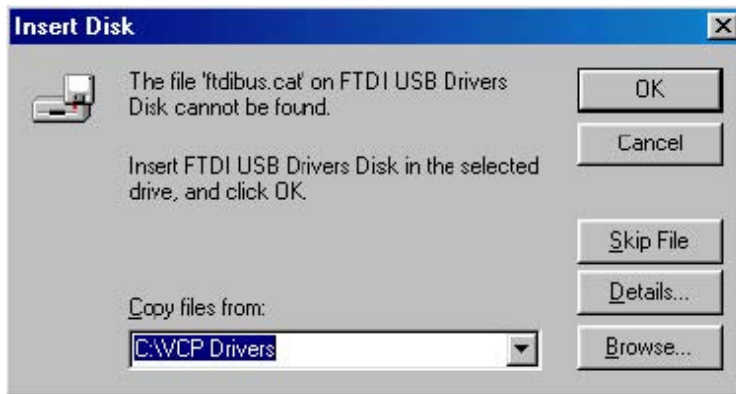 Insert Disk
The file 'ftdibus.cat' on FTDI USB Drivers
Disk cannot be found.
Insert FTDI USB Drivers Disk in the selected
drive, and click OK.
OK
Cancel
Skip File
Details...
Browse...
Copy files from:
C:\VCP Drivers